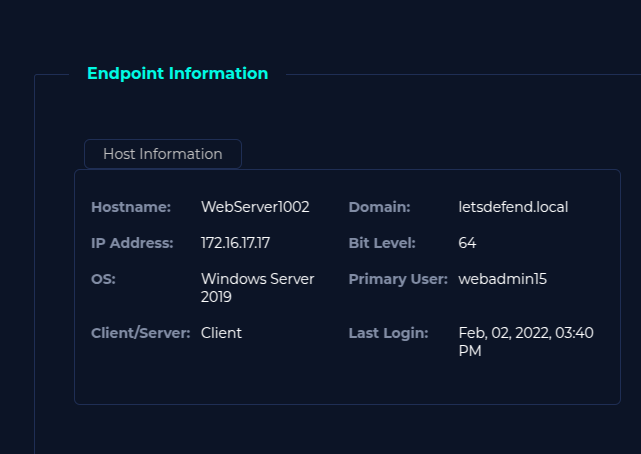 Endpoint Information
Host Information
Hostname: WebServer1002 Domain: letsdefend.local
IP Address: 172.16.17.17 Bit Level: 64
OS: Windows Server 2019 Primary User: webadmin15
Client/Server: Client Last Login: Feb, 02, 2022, 03:40 PM